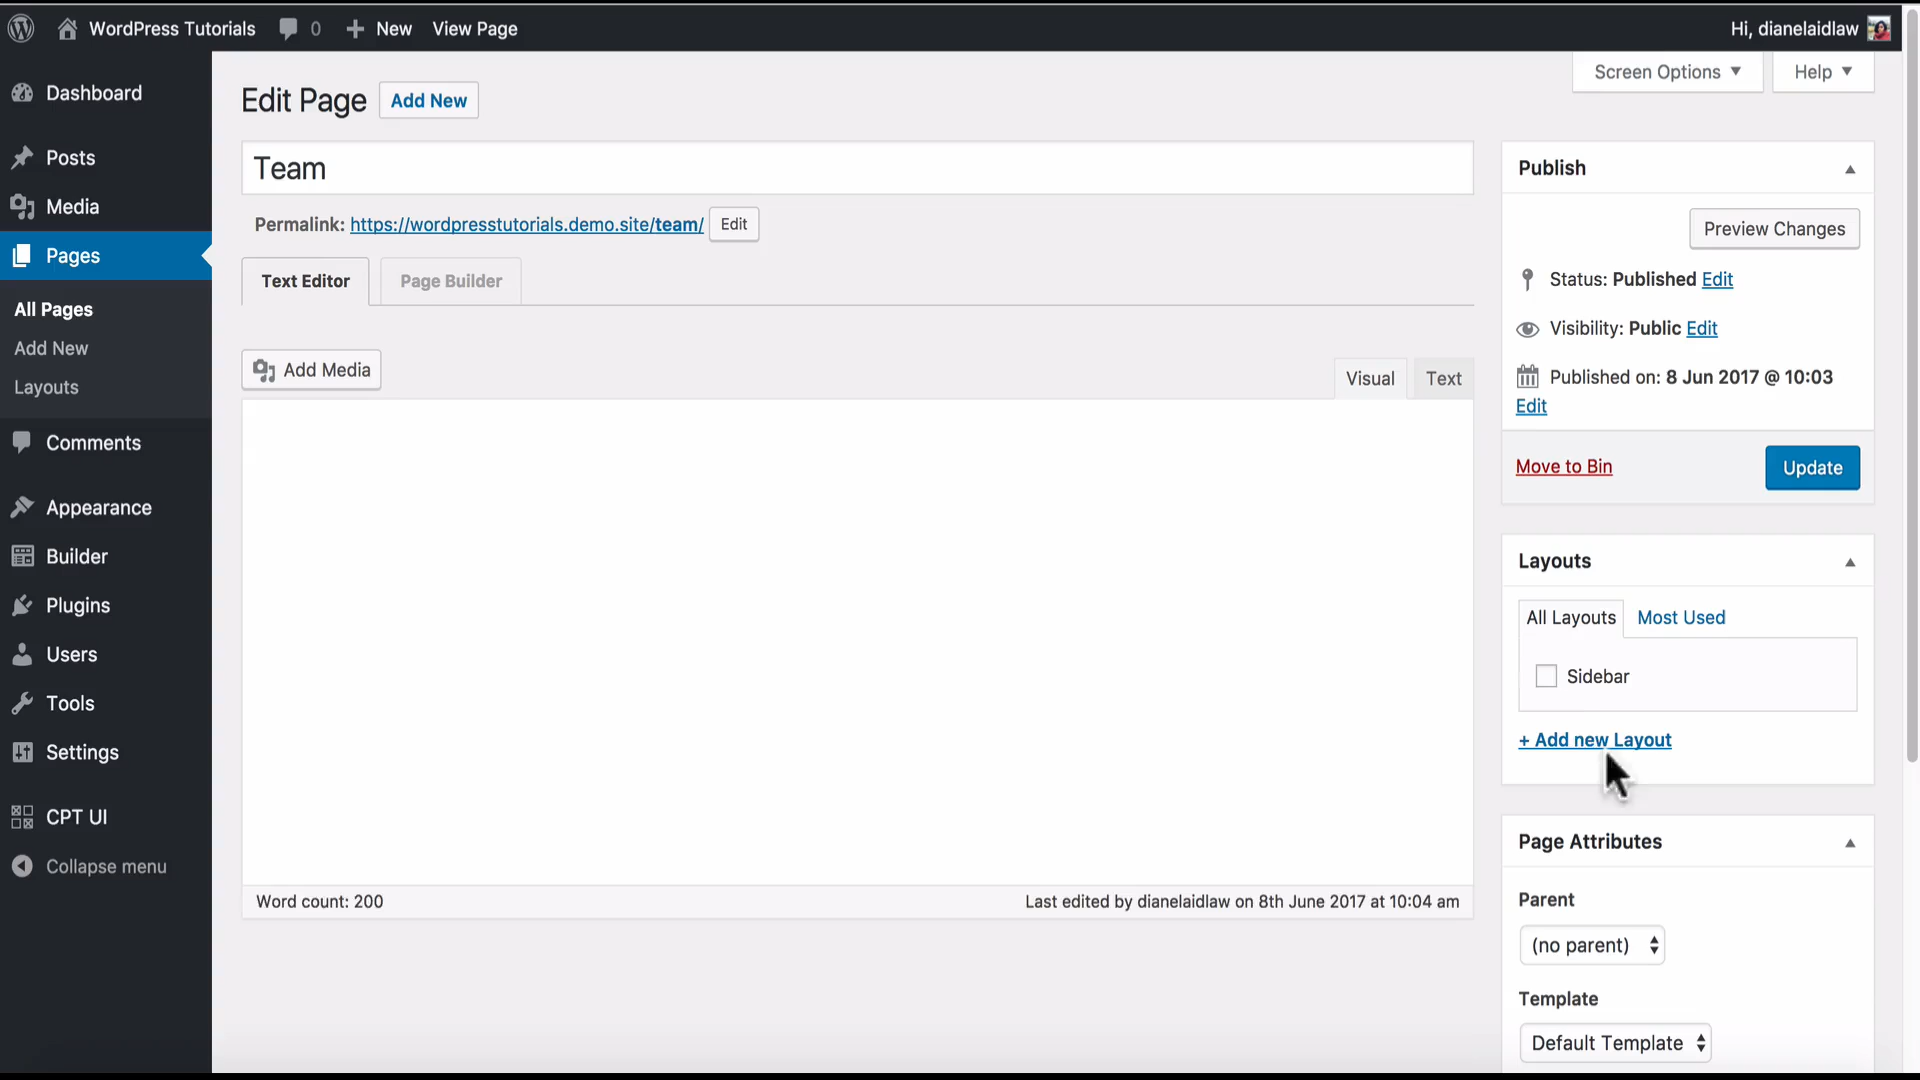 WordPress Tutorials 0 New View Page
Hi, dianelaidlaw
Dashboard
Posts
Media
Pages
All Pages
Add New
Layouts
Comments
Appearance
Builder
Plugins
Users
Tools
Settings
CPT UI
Collapse menu
Screen Options Help
Edit Page Add New
Team
Permalink: https://wordpresstutorials.demo.site/team/ Edit
Text Editor Page Builder
Add Media
Visual Text
Word count: 200
Last edited by dianelaidlaw on 8th June 2017 at 10:04 am
Publish
Preview Changes
Status: Published Edit
Visibility: Public Edit
Published on: 8 Jun 2017 @ 10:03
Edit
Move to Bin Update
Layouts
All Layouts Most Used
Sidebar
+ Add new Layout
Page Attributes
Parent
(no parent)
Template
Default Template